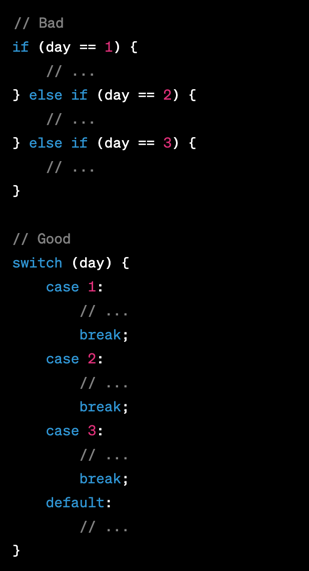 // Bad
if (day == 1) {
    // ...
} else if (day == 2) {
    // ...
} else if (day == 3) {
    // ...
}

// Good
switch (day) {
    case 1:
        // ...
        break;
    case 2:
        // ...
        break;
    case 3:
        // ...
        break;
    default:
        // ...
}